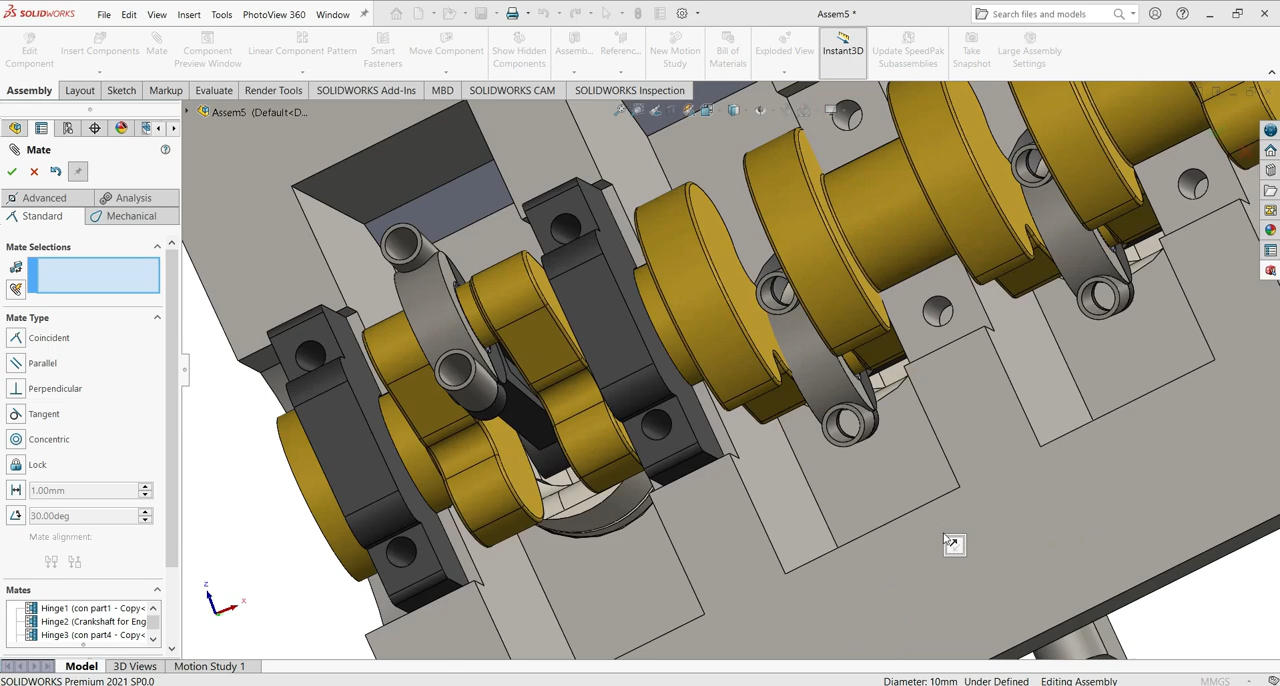 SOLIDWORKS File Edit View Insert Tools PhotoView 360 Window Assem5 * Search files and models
Edit Component
Insert Components
Mate
Component Preview Window
Linear Component Pattern
Smart Fasteners
Move Component
Show Hidden Components
Assemb...
Referenc...
New Motion Study
Bill of Materials
Exploded View
Instant3D
Update SpeedPak Subassemblies
Take Snapshot
Large Assembly Settings
Assembly Layout Sketch Markup Evaluate Render Tools SOLIDWORKS Add-Ins MBD SOLIDWORKS CAM SOLIDWORKS Inspection
Assem5 (Default<D...
Mate
Advanced Analysis
Standard Mechanical
Mate Selections
Mate Type
Coincident
Parallel
Perpendicular
Tangent
Concentric
Lock
1.00mm
30.00deg
Mate alignment:
Mates
Hinge1 (con part1 - Copy<
Hinge2 (Crankshaft for Eng
Hinge3 (con part4 - Copy<
z
x
Model 3D Views Motion Study 1
SOLIDWORKS Premium 2021 SP0.0 Diameter: 10mm Under Defined Editing Assembly MMGS